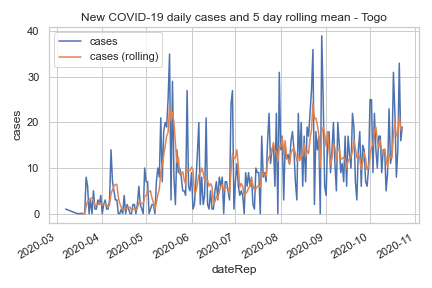 New COVID-19 daily cases and 5 day rolling mean - Togo
cases
cases (rolling)
40
30
20
10
0
cases
2020-03
2020-04
2020-05
2020-06
2020-07
2020-08
2020-09
2020-10
2020-11
dateRep